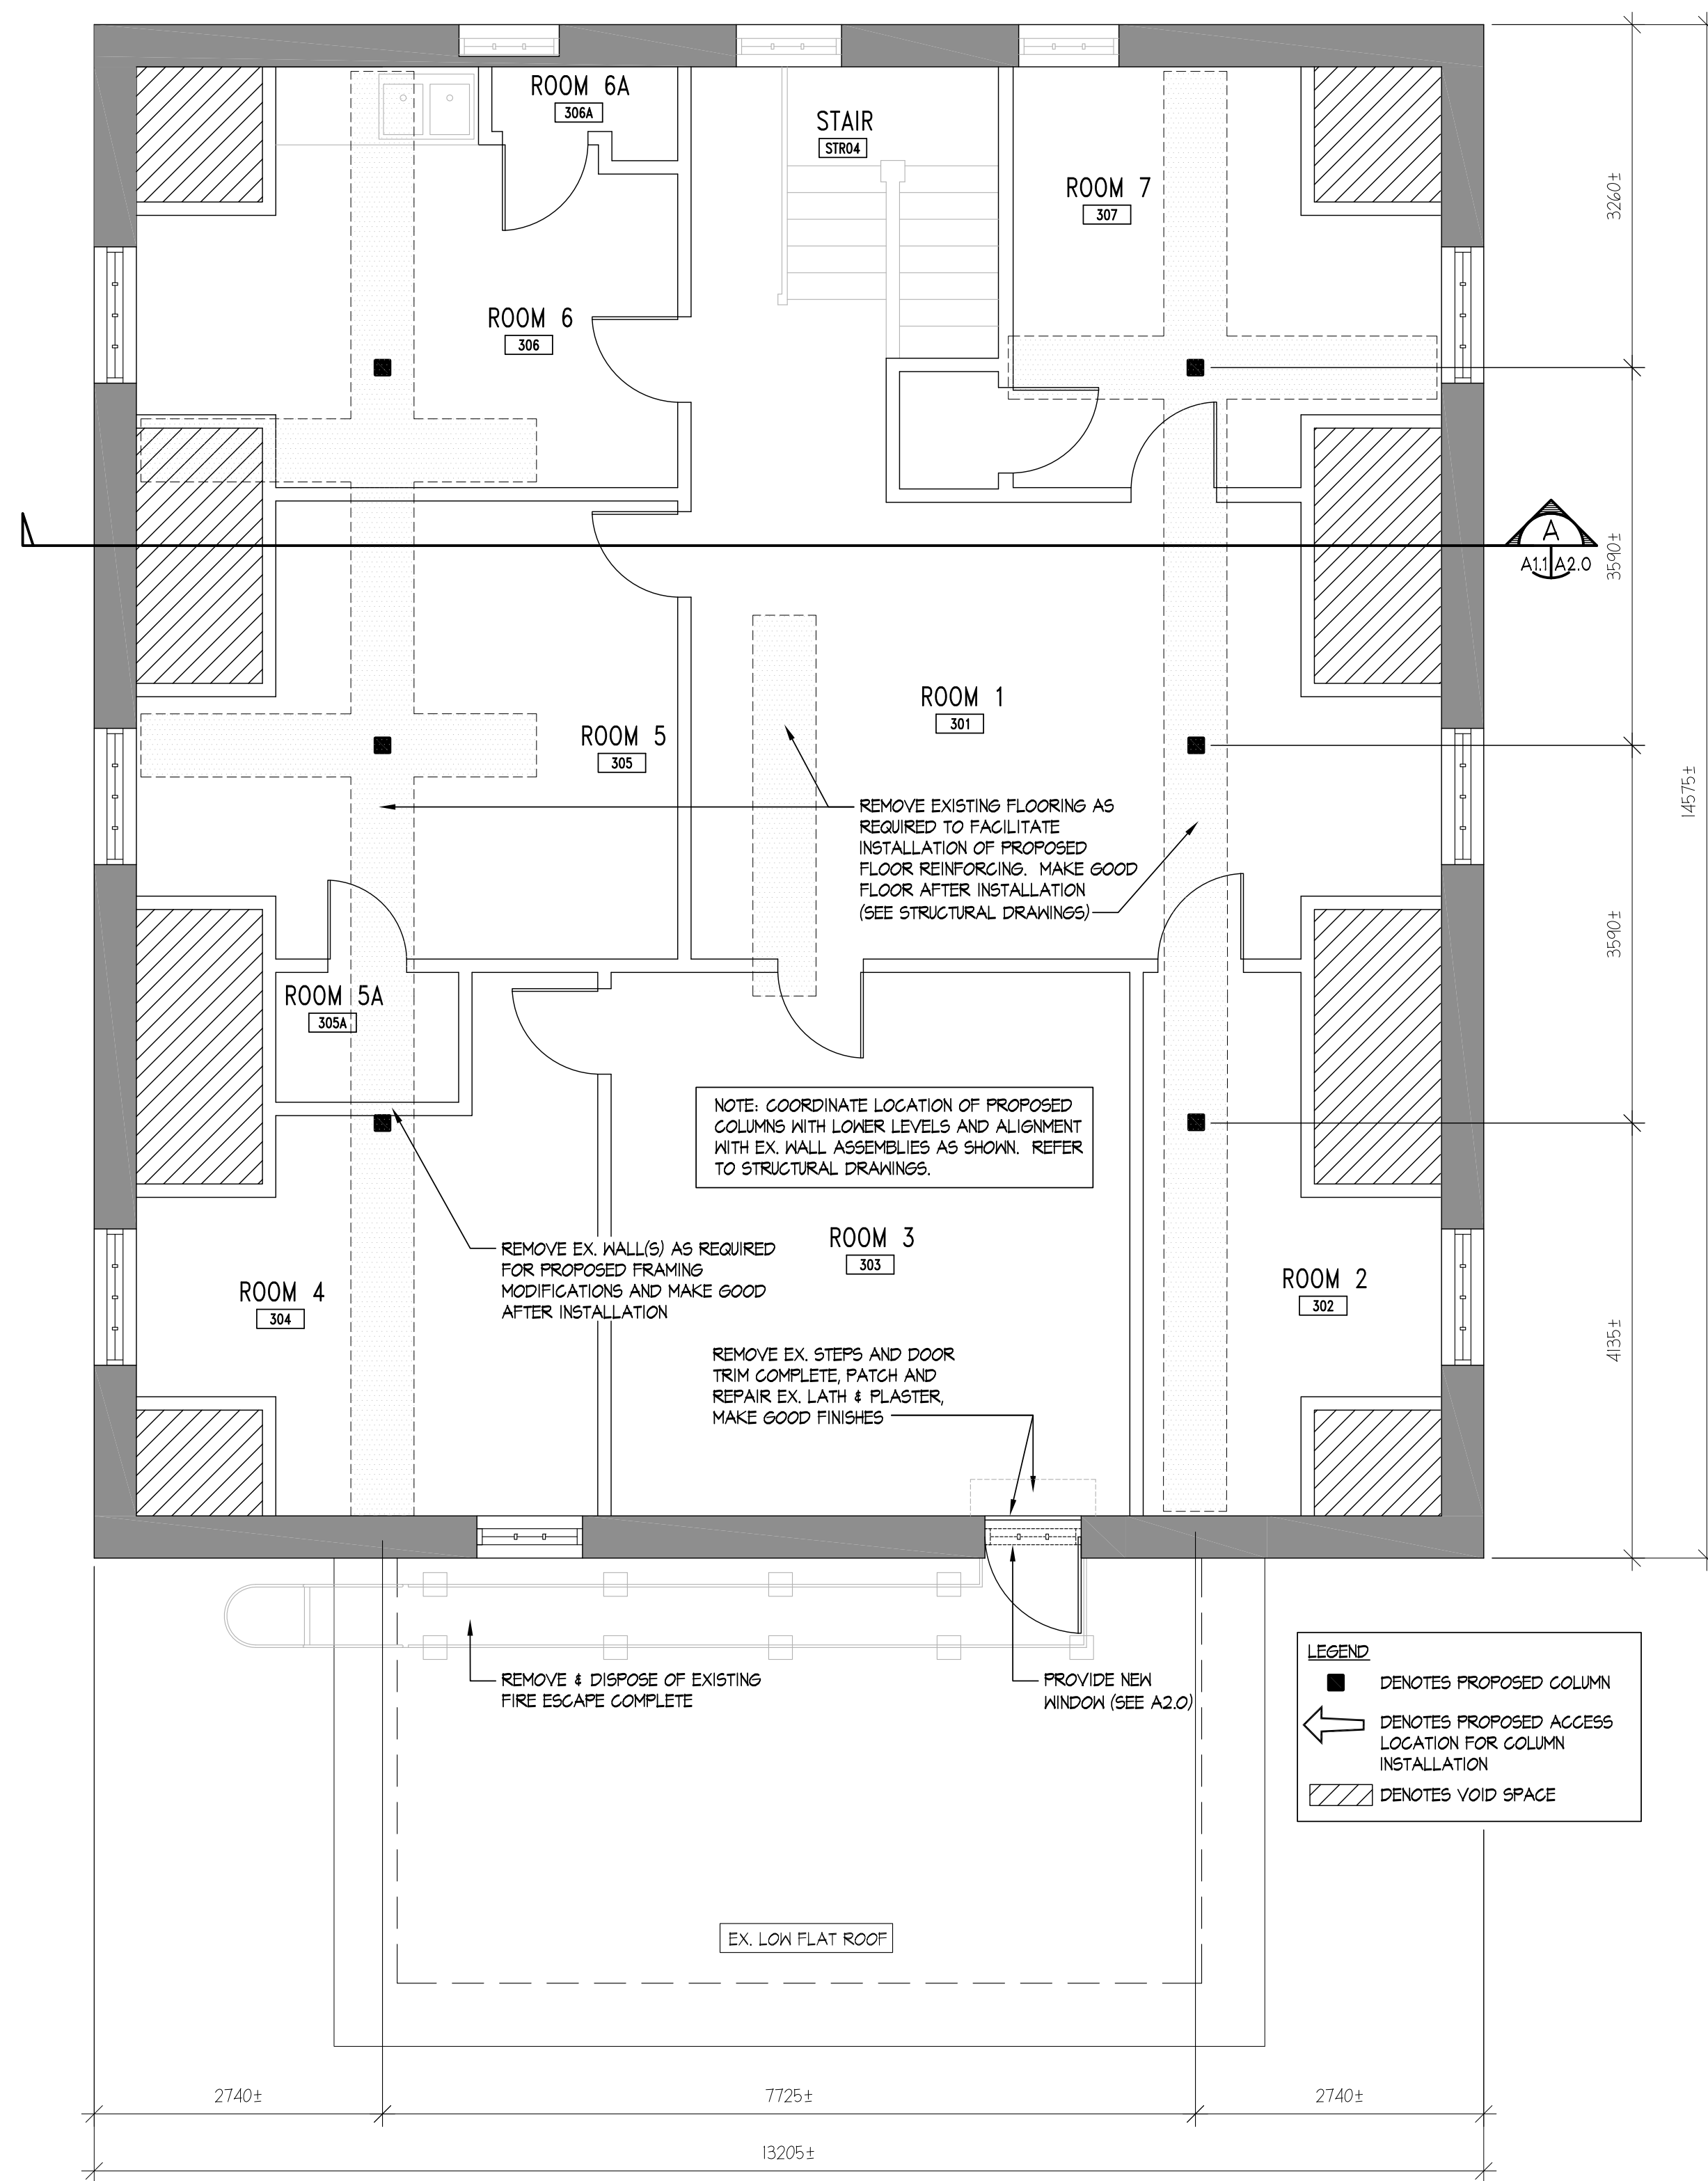 ROOM 6A
306A
STAIR
STR04
ROOM 7
307
3260±
ROOM 6
306
A
A1.1 A2.0
3590±
ROOM 1
301
ROOM 5
305
14575±
REMOVE EXISTING FLOORING AS
REQUIRED TO FACILITATE
INSTALLATION OF PROPOSED
FLOOR REINFORCING. MAKE GOOD
FLOOR AFTER INSTALLATION
(SEE STRUCTURAL DRAWINGS)
3590±
ROOM 5A
305A
NOTE: COORDINATE LOCATION OF PROPOSED
COLUMNS WITH LOWER LEVELS AND ALIGNMENT
WITH EX. WALL ASSEMBLIES AS SHOWN. REFER
TO STRUCTURAL DRAWINGS.
REMOVE EX. WALL(S) AS REQUIRED
FOR PROPOSED FRAMING
MODIFICATIONS AND MAKE GOOD
AFTER INSTALLATION
ROOM 3
303
ROOM 4
304
ROOM 2
302
4135±
REMOVE EX. STEPS AND DOOR
TRIM COMPLETE, PATCH AND
REPAIR EX. LATH & PLASTER,
MAKE GOOD FINISHES
REMOVE & DISPOSE OF EXISTING
FIRE ESCAPE COMPLETE
PROVIDE NEW
WINDOW (SEE A2.0)
LEGEND
DENOTES PROPOSED COLUMN
DENOTES PROPOSED ACCESS
LOCATION FOR COLUMN
INSTALLATION
DENOTES VOID SPACE
EX. LOW FLAT ROOF
2740±
7725±
2740±
13205±